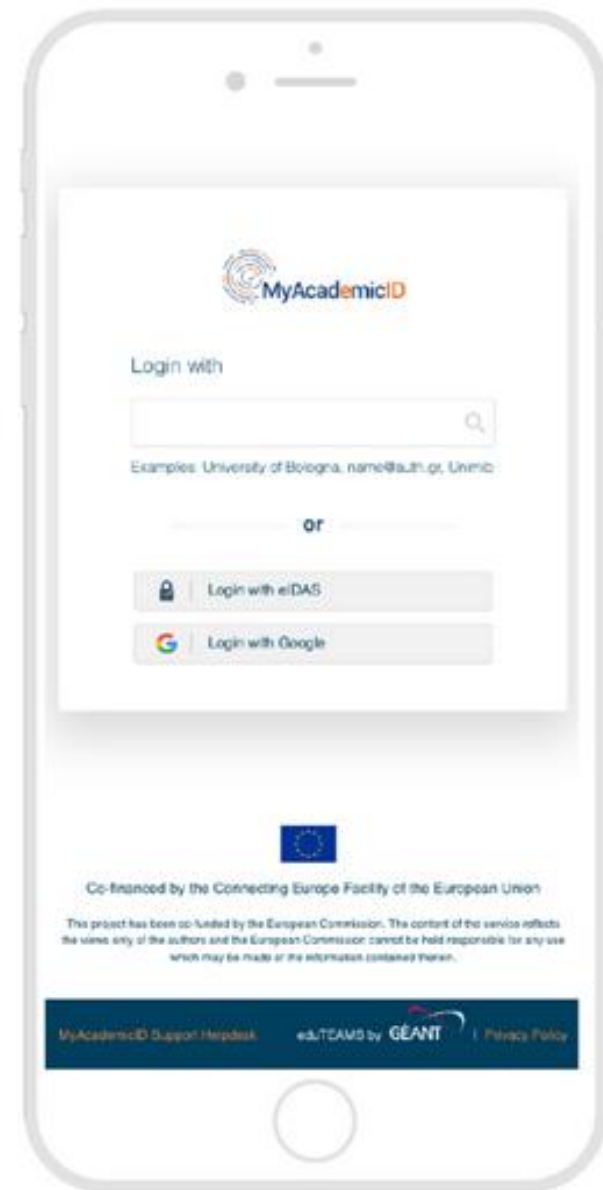 MyAcademicID
Login with
Examples: University of Bologna, name@auth.gr, Unimib
or
Login with eIDAS
Login with Google
Co-financed by the Connecting Europe Facility of the European Union
This project has been co-funded by the European Commission. The content of the service reflects
the views only of the authors and the European Commission cannot be held responsible for any use
which may be made of the information contained therein.
MyAcademicID Support Helpdesk eduTEAMS by GÉANT | Privacy Policy